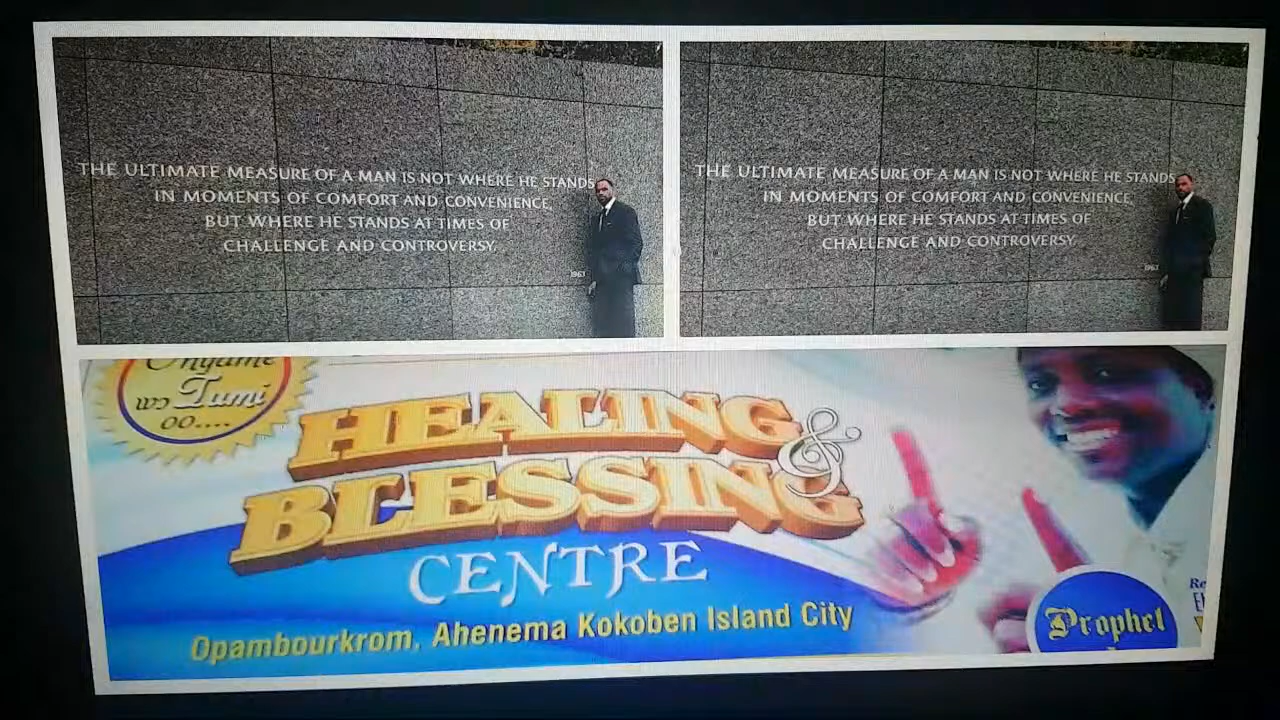 THE ULTIMATE MEASURE OF A MAN IS NOT WHERE HE STANDS
IN MOMENTS OF COMFORT AND CONVENIENCE,
BUT WHERE HE STANDS AT TIMES OF
CHALLENGE AND CONTROVERSY.
1963
THE ULTIMATE MEASURE OF A MAN IS NOT WHERE HE STANDS
IN MOMENTS OF COMFORT AND CONVENIENCE,
BUT WHERE HE STANDS AT TIMES OF
CHALLENGE AND CONTROVERSY.
1963
Onyame
wɔ Tumi
oo....
HEALING &
BLESSING
CENTRE
Opambourkrom, Ahenema Kokoben Island City
Prophet